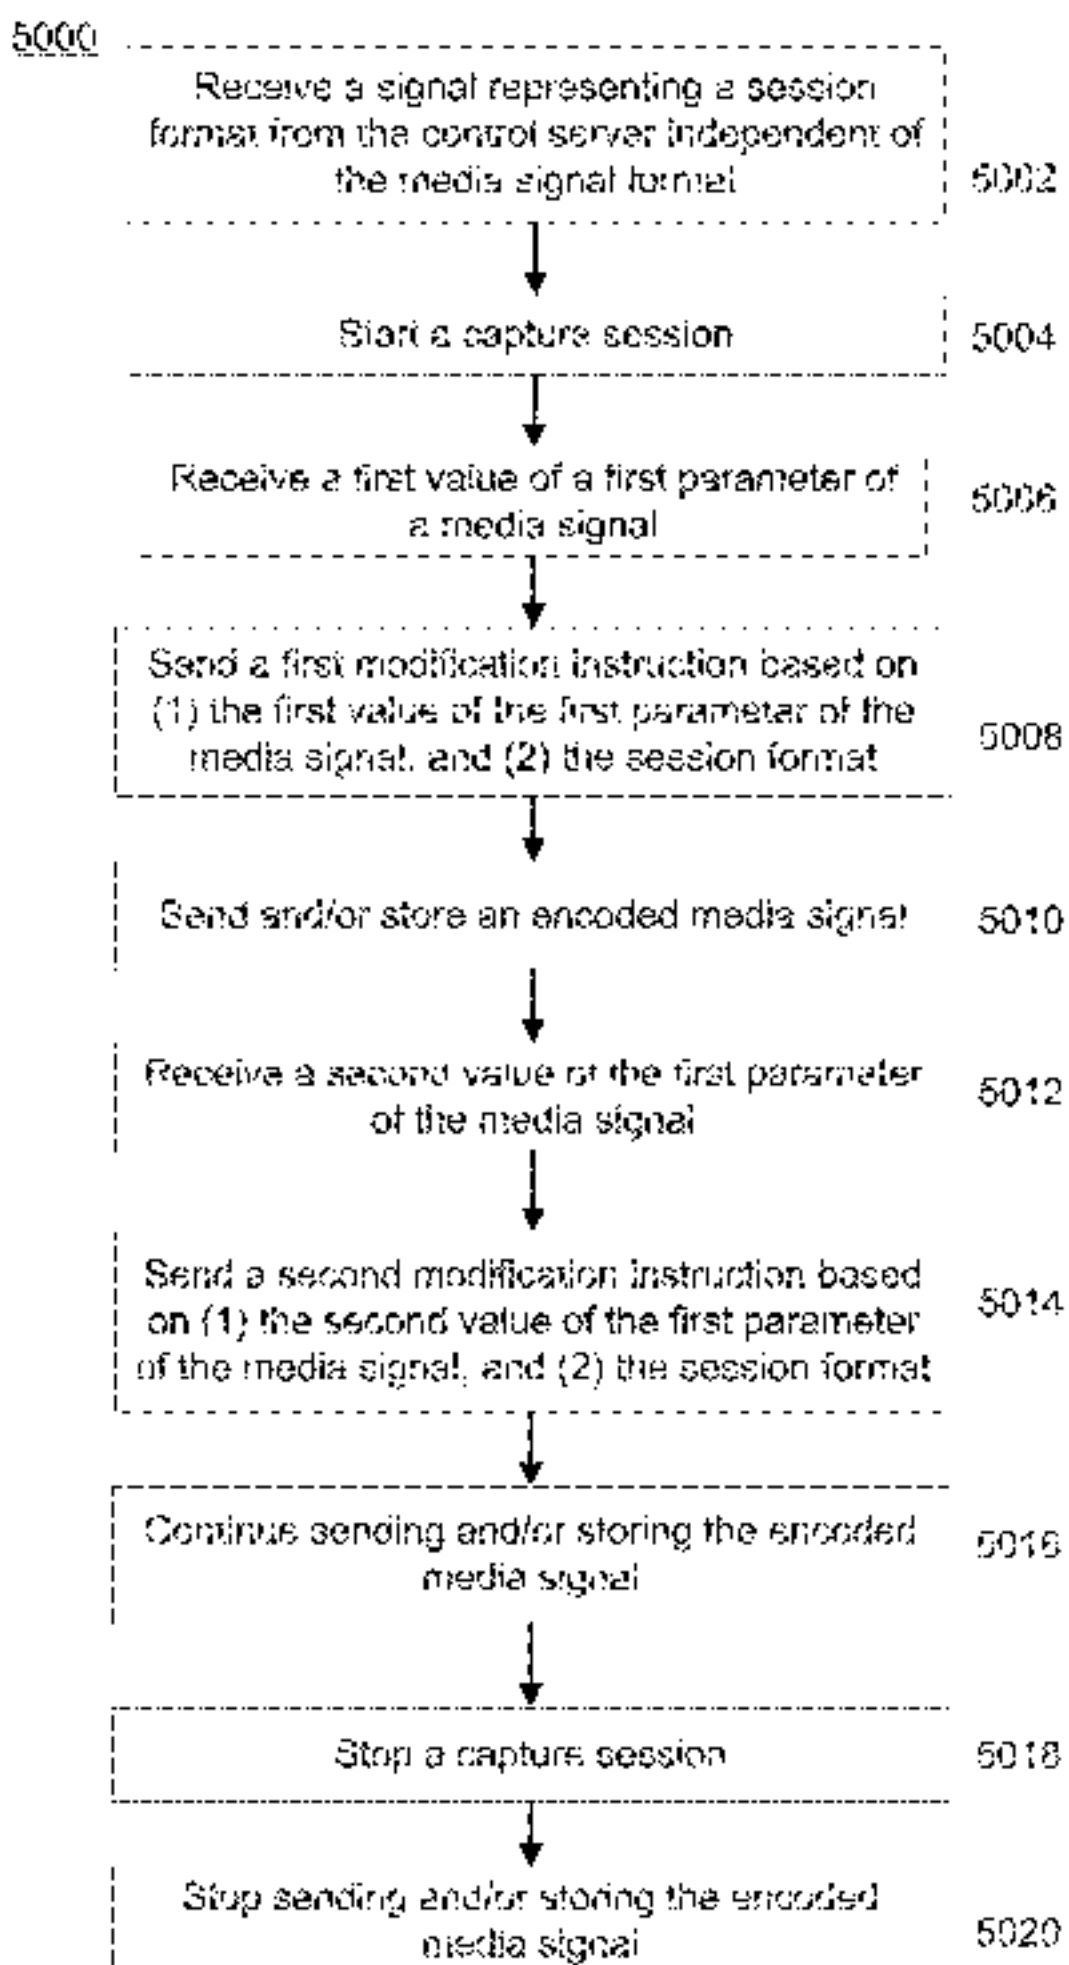 5000
Receive a signal representing a session
format from the control server independent of
the media signal format
5002
Start a capture session
5004
Receive a first value of a first parameter of
a media signal
5006
Send a first modification instruction based on
(1) the first value of the first parameter of the
media signal, and (2) the session format
5008
Send and/or store an encoded media signal
5010
Receive a second value of the first parameter
of the media signal
5012
Send a second modification instruction based
on (1) the second value of the first parameter
of the media signal, and (2) the session format
5014
Continue sending and/or storing the encoded
media signal
5016
Stop a capture session
5018
Stop sending and/or storing the encoded
media signal
5020